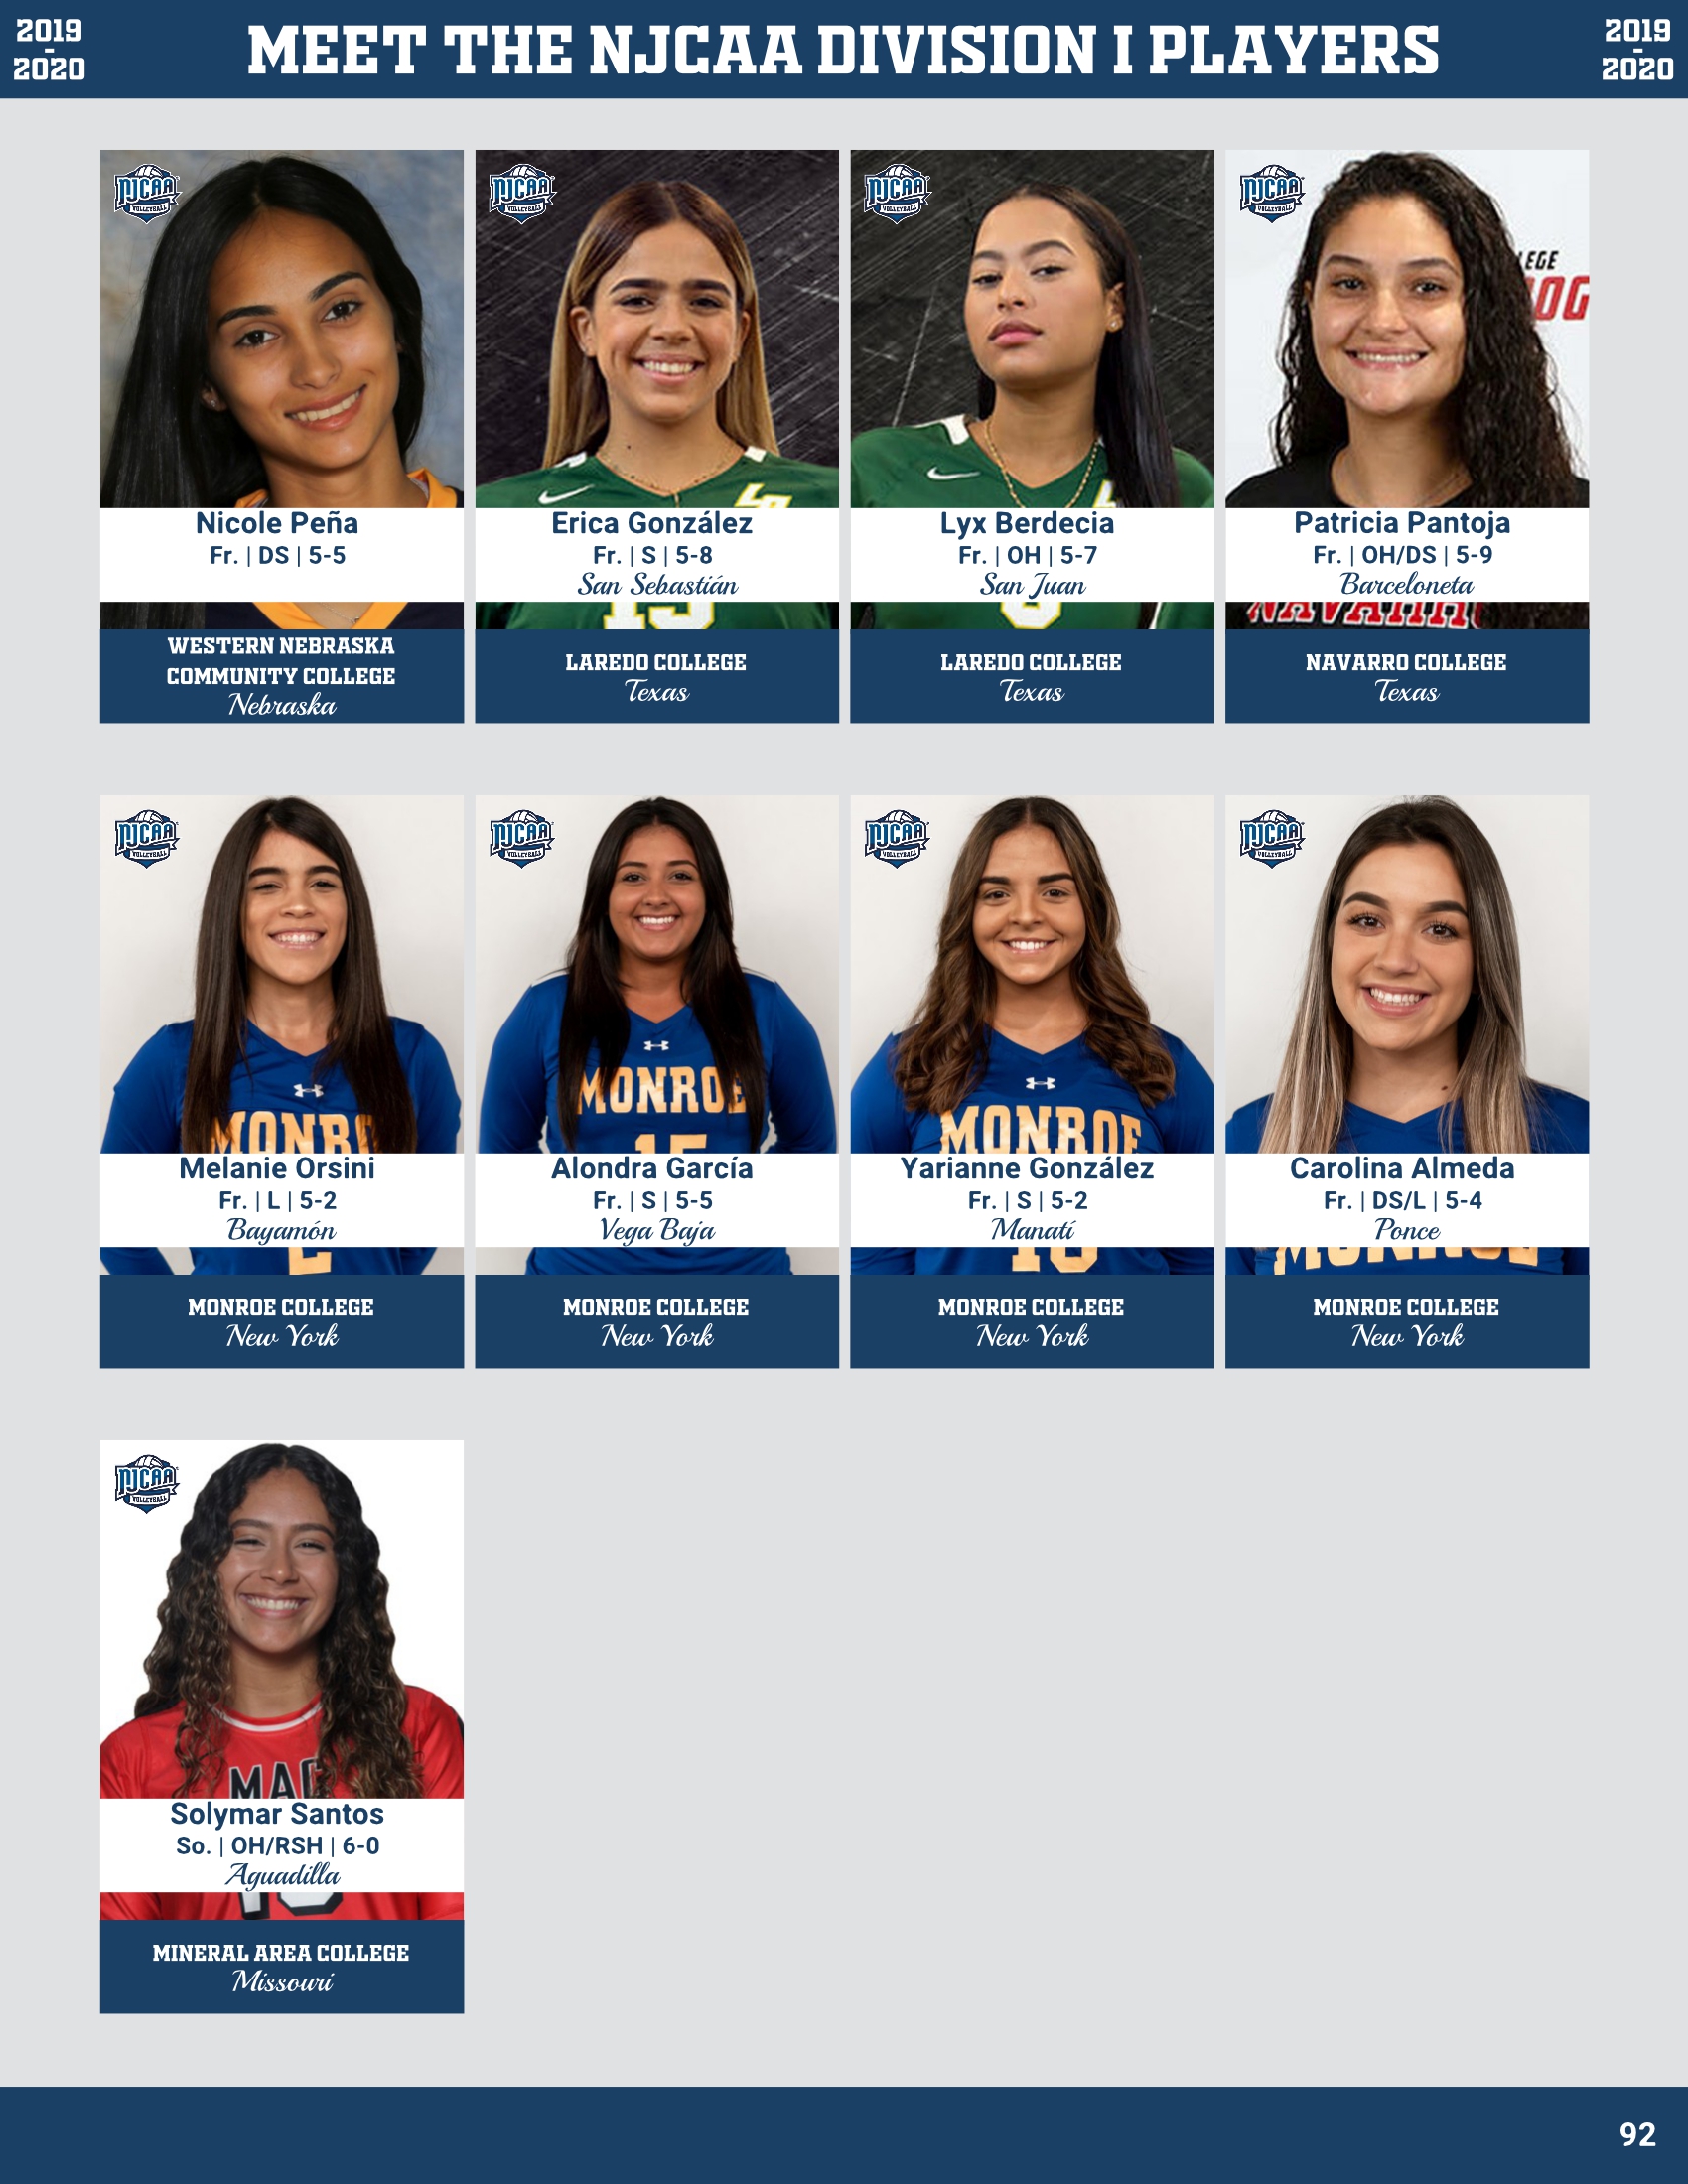 2019
-
2020
MEET THE NJCAA DIVISION I PLAYERS
2019
-
2020
NJCAA
VOLLEYBALL
Nicole Peña
Fr. | DS | 5-5
WESTERN NEBRASKA
COMMUNITY COLLEGE
Nebraska
NJCAA
VOLLEYBALL
Erica González
Fr. | S | 5-8
San Sebastián
LAREDO COLLEGE
Texas
NJCAA
VOLLEYBALL
Lyx Berdecia
Fr. | OH | 5-7
San Juan
LAREDO COLLEGE
Texas
NJCAA
VOLLEYBALL
Patricia Pantoja
Fr. | OH/DS | 5-9
Barceloneta
NAVARRO COLLEGE
Texas
NJCAA
VOLLEYBALL
MONRO
Melanie Orsini
Fr. | L | 5-2
Bayamón
MONROE COLLEGE
New York
NJCAA
VOLLEYBALL
MONROE
15
Alondra García
Fr. | S | 5-5
Vega Baja
MONROE COLLEGE
New York
NJCAA
VOLLEYBALL
MONROE
Yarianne González
Fr. | S | 5-2
Manatí
MONROE COLLEGE
New York
NJCAA
VOLLEYBALL
Carolina Almeda
Fr. | DS/L | 5-4
Ponce
MONROE
MONROE COLLEGE
New York
NJCAA
VOLLEYBALL
MAC
Solymar Santos
So. | OH/RSH | 6-0
Aguadilla
MINERAL AREA COLLEGE
Missouri
92